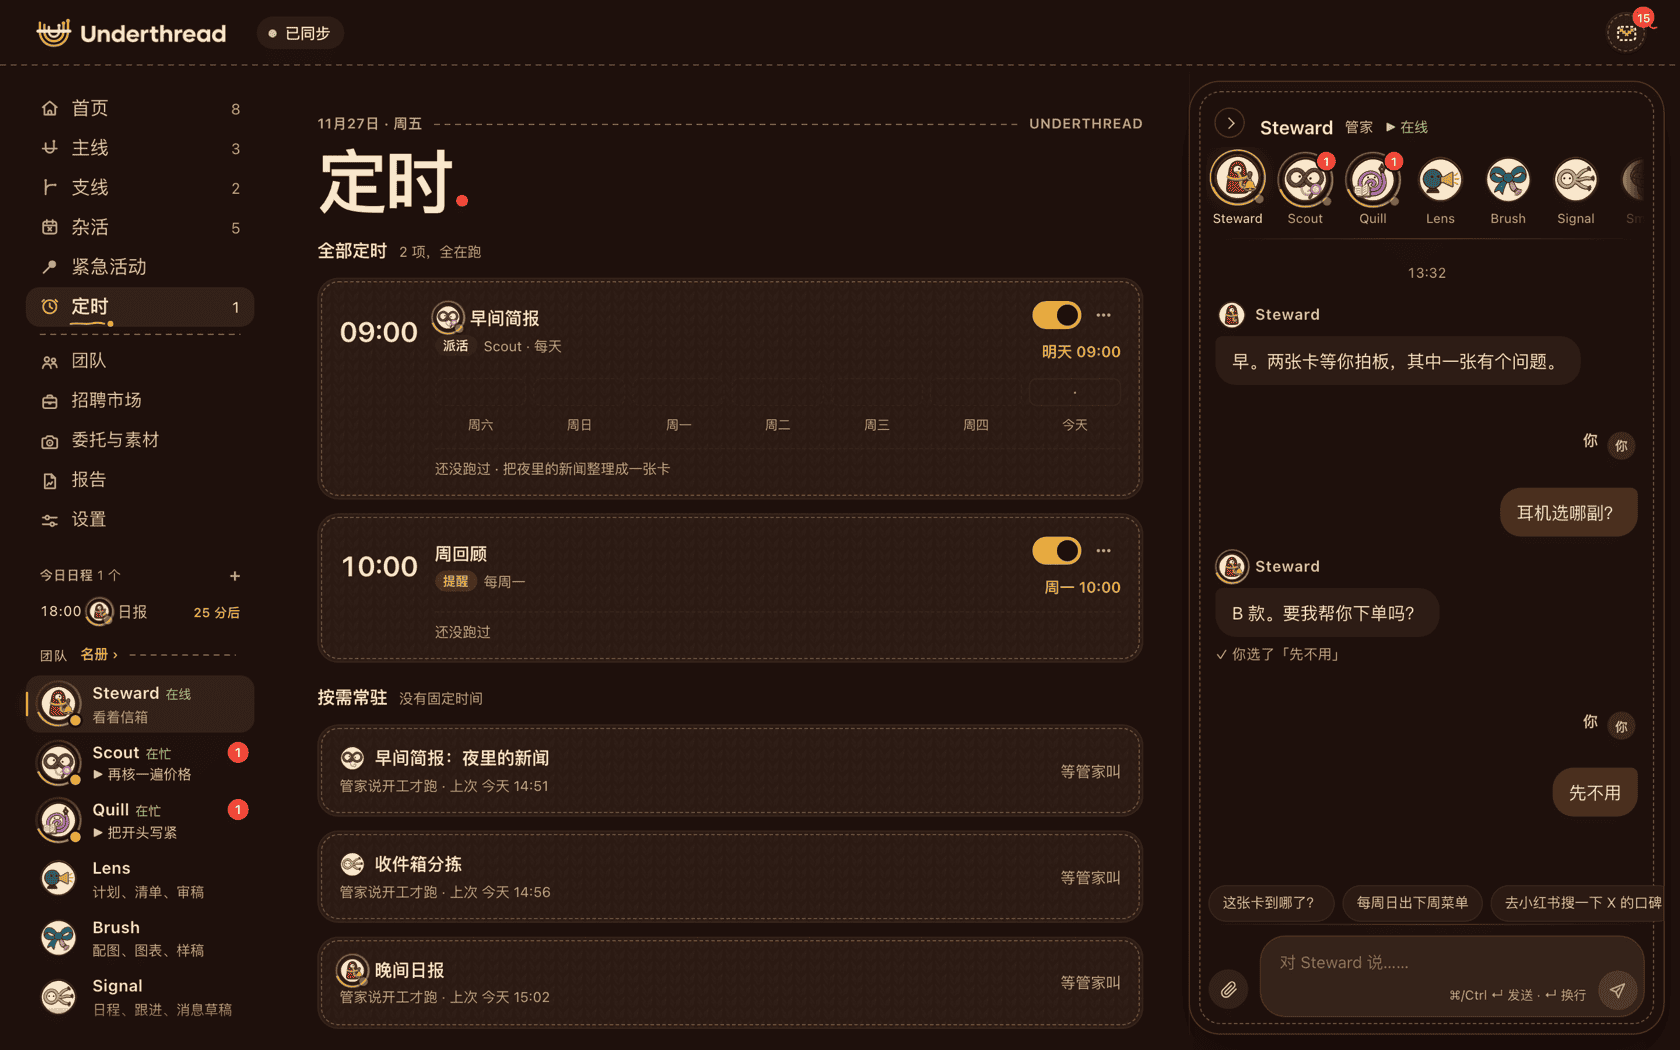 Underthread
已同步
15
首页 8
主线 3
支线 2
杂活 5
紧急活动
定时 1
团队
招聘市场
委托与素材
报告
设置
今日日程 1 个 +
18:00 日报 25 分后
团队 名册 ›
Steward 在线
看着信箱
Scout 在忙 1
▶ 再核一遍价格
Quill 在忙 1
▶ 把开头写紧
Lens
计划、清单、审稿
Brush
配图、图表、样稿
Signal
日程、跟进、消息草稿
11月27日 · 周五 UNDERTHREAD
定时.
全部定时 2 项，全在跑
09:00 早间简报
派活 Scout · 每天
明天 09:00
周六 周日 周一 周二 周三 周四 今天
还没跑过 · 把夜里的新闻整理成一张卡
10:00 周回顾
提醒 每周一
周一 10:00
还没跑过
按需常驻 没有固定时间
早间简报：夜里的新闻
管家说开工才跑 · 上次 今天 14:51
等管家叫
收件箱分拣
管家说开工才跑 · 上次 今天 14:56
等管家叫
晚间日报
管家说开工才跑 · 上次 今天 15:02
等管家叫
Steward 管家 ▶ 在线
1 1
Steward Scout Quill Lens Brush Signal Sm
13:32
Steward
早。两张卡等你拍板，其中一张有个问题。
你 你
耳机选哪副？
Steward
B 款。要我帮你下单吗？
✓ 你选了「先不用」
你 你
先不用
这张卡到哪了？ 每周日出下周菜单 去小红书搜一下 X 的口碑
对 Steward 说……
⌘/Ctrl ↵ 发送 · ↵ 换行